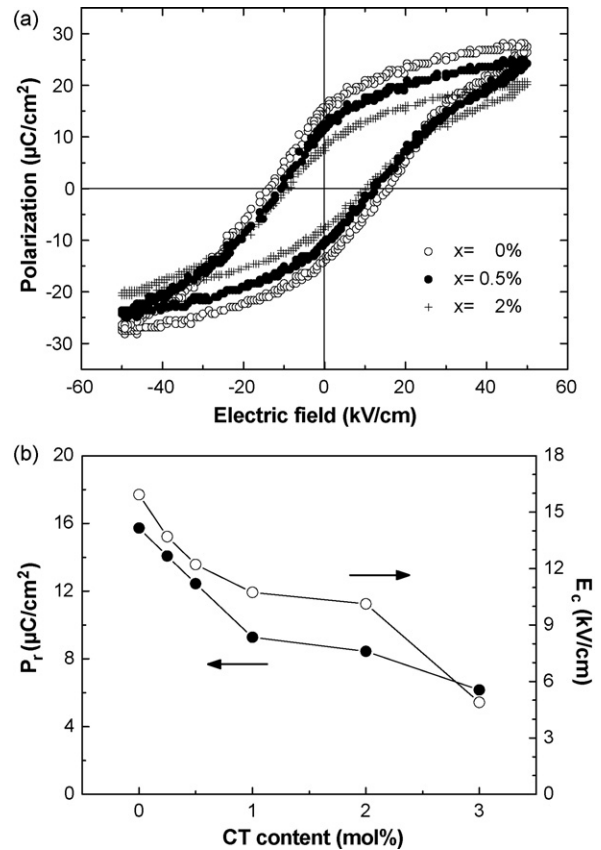 (a)
30
20
10
0
-10
-20
-30
Polarization (µC/cm²)
x= 0%
x= 0.5%
x= 2%
-60 -40 -20 0 20 40 60
Electric field (kV/cm)
(b)
20
16
12
8
4
0
P_r (µC/cm²)
18
15
12
9
6
3
0
E_c (kV/cm)
0 1 2 3
CT content (mol%)